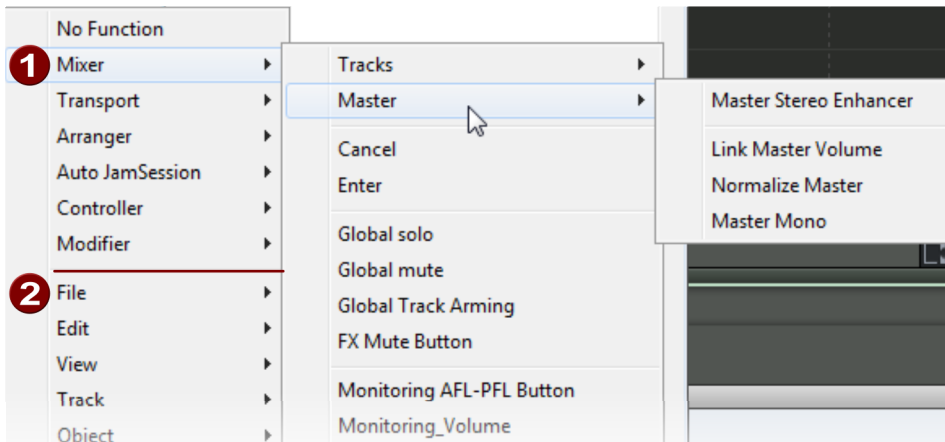 No Function
1
Mixer
Transport
Arranger
Auto JamSession
Controller
Modifier
2
File
Edit
View
Track
Object
Tracks
Master
Cancel
Enter
Global solo
Global mute
Global Track Arming
FX Mute Button
Monitoring AFL-PFL Button
Monitoring_Volume
Master Stereo Enhancer
Link Master Volume
Normalize Master
Master Mono